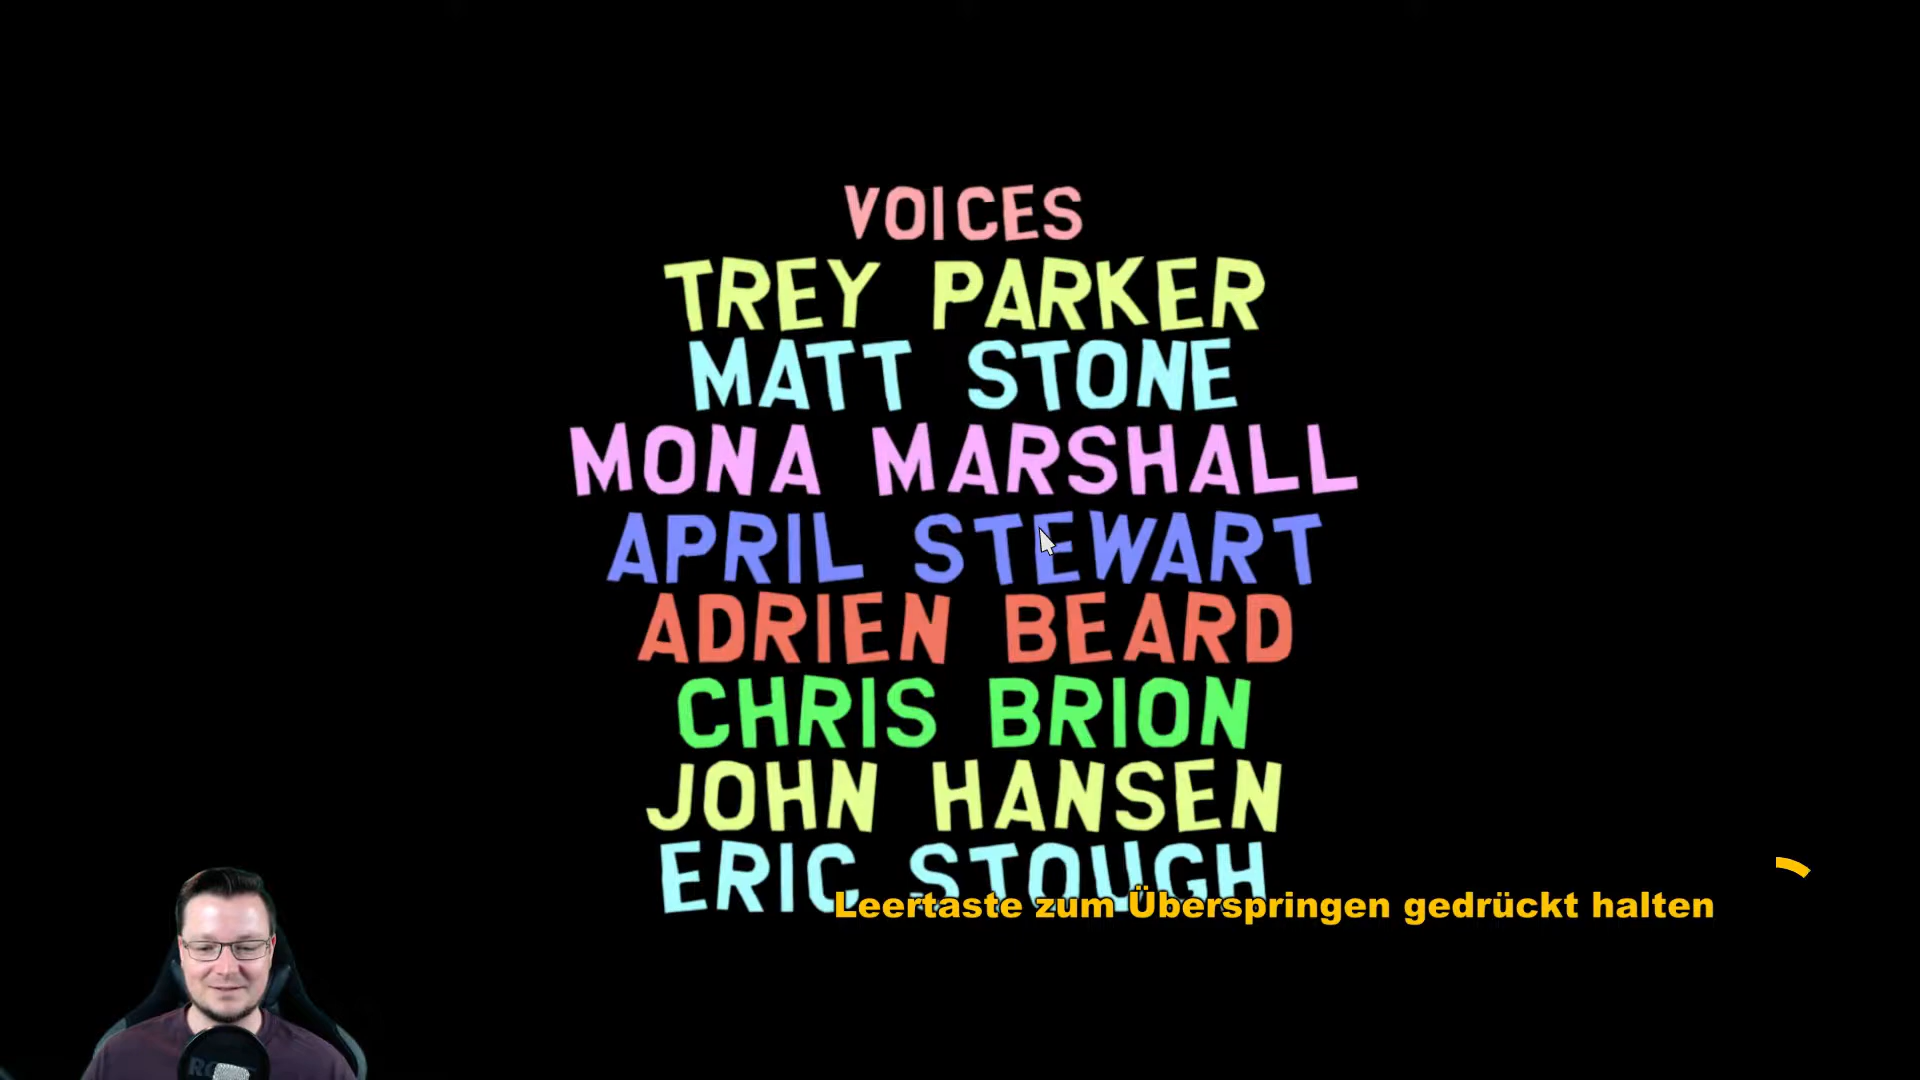 VOICES
TREY PARKER
MATT STONE
MONA MARSHALL
APRIL STEWART
ADRIEN BEARD
CHRIS BRION
JOHN HANSEN
ERIC STOUGH
Leertaste zum Überspringen gedrückt halten